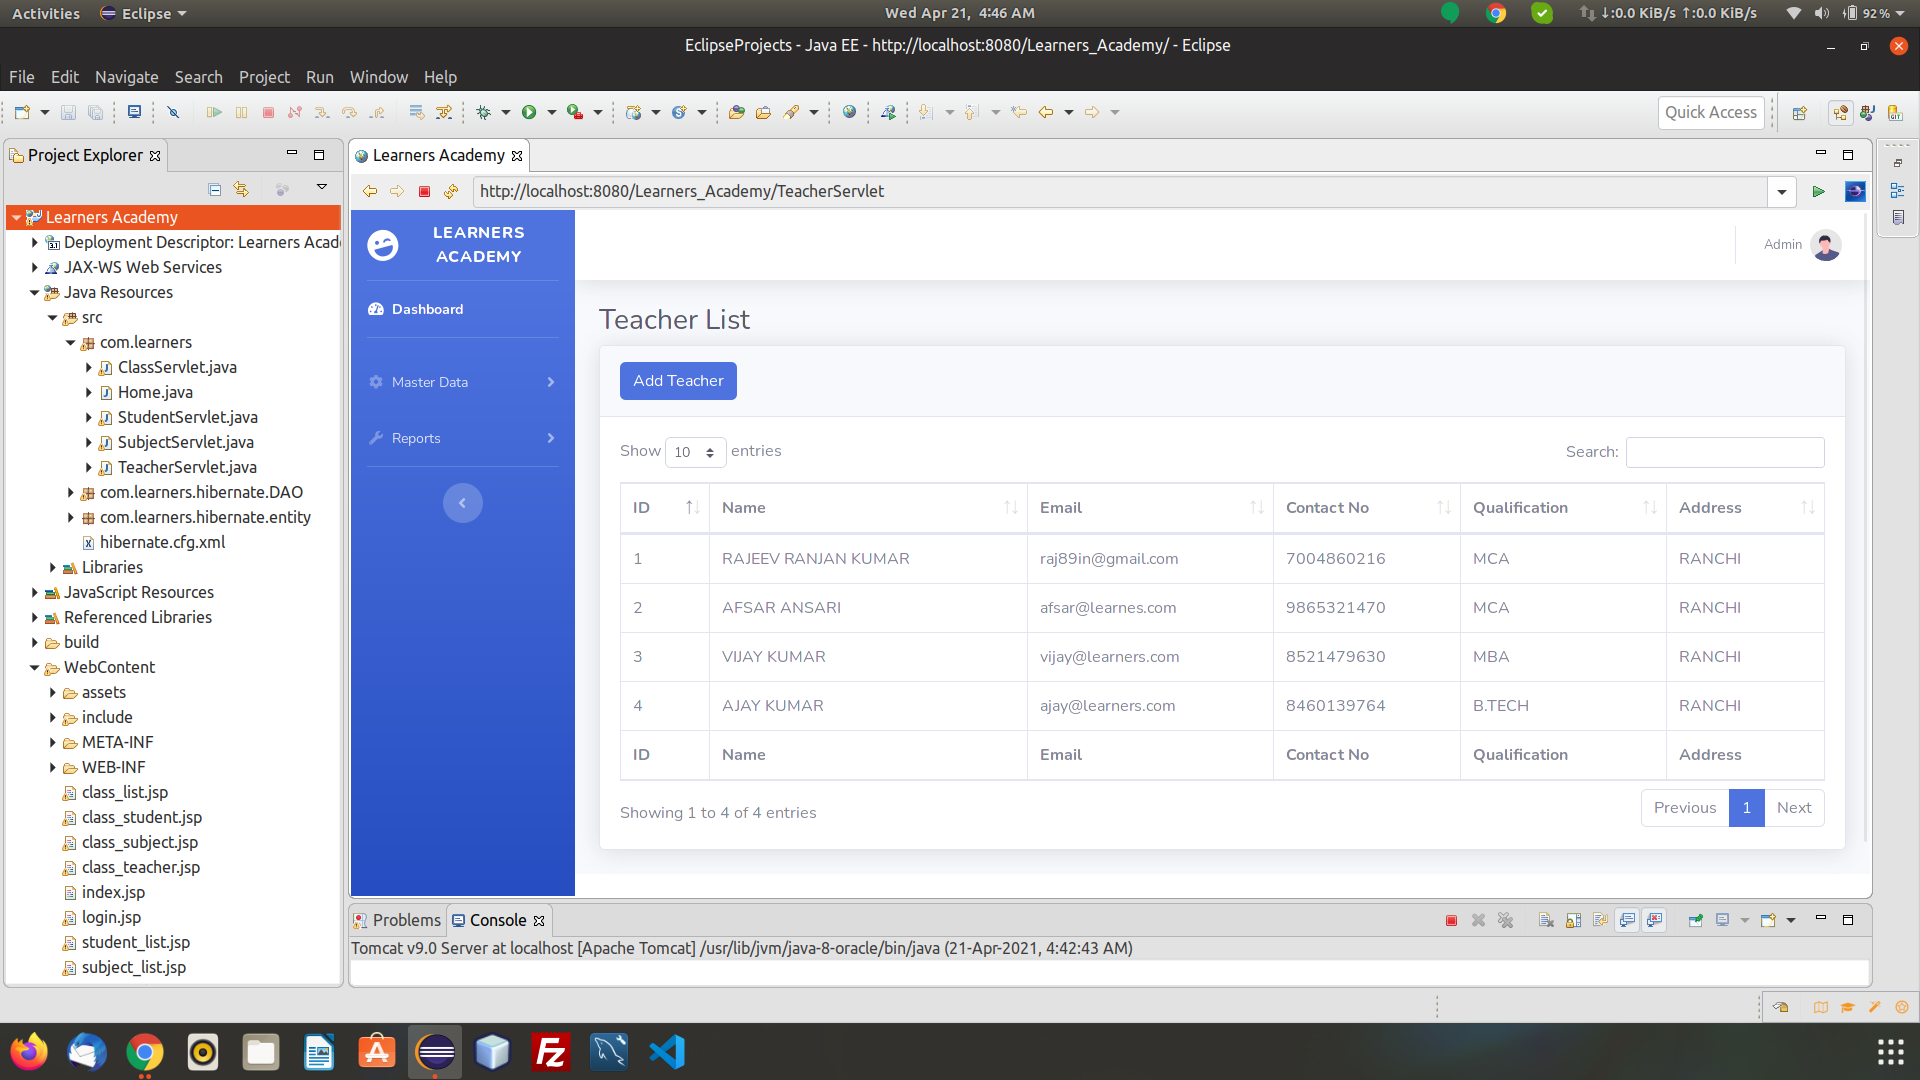 Activities Eclipse Wed Apr 21, 4:46 AM ↓:0.0 KiB/s ↑:0.0 KiB/s 92 %
EclipseProjects - Java EE - http://localhost:8080/Learners_Academy/ - Eclipse
File Edit Navigate Search Project Run Window Help
Quick Access
Project Explorer
Learners Academy
Deployment Descriptor: Learners Acad
JAX-WS Web Services
Java Resources
src
com.learners
ClassServlet.java
Home.java
StudentServlet.java
SubjectServlet.java
TeacherServlet.java
com.learners.hibernate.DAO
com.learners.hibernate.entity
hibernate.cfg.xml
Libraries
JavaScript Resources
Referenced Libraries
build
WebContent
assets
include
META-INF
WEB-INF
class_list.jsp
class_student.jsp
class_subject.jsp
class_teacher.jsp
index.jsp
login.jsp
student_list.jsp
subject_list.jsp
Learners Academy
http://localhost:8080/Learners_Academy/TeacherServlet
LEARNERS
ACADEMY
Dashboard
Master Data
Reports
Admin
Teacher List
Add Teacher
Show 10 entries Search:
ID Name Email Contact No Qualification Address
1 RAJEEV RANJAN KUMAR raj89in@gmail.com 7004860216 MCA RANCHI
2 AFSAR ANSARI afsar@learnes.com 9865321470 MCA RANCHI
3 VIJAY KUMAR vijay@learners.com 8521479630 MBA RANCHI
4 AJAY KUMAR ajay@learners.com 8460139764 B.TECH RANCHI
ID Name Email Contact No Qualification Address
Showing 1 to 4 of 4 entries Previous 1 Next
Problems Console
Tomcat v9.0 Server at localhost [Apache Tomcat] /usr/lib/jvm/java-8-oracle/bin/java (21-Apr-2021, 4:42:43 AM)